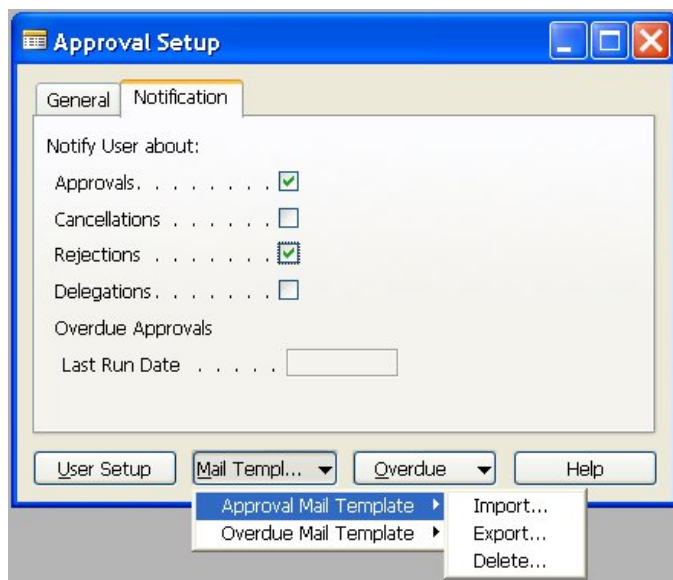 Approval Setup
General Notification
Notify User about:
Approvals. . . . . . . .
Cancellations . . . . . .
Rejections . . . . . . .
Delegations. . . . . . .
Overdue Approvals
Last Run Date . . . . .
User Setup Mail Templ... Overdue Help
Approval Mail Template Import...
Overdue Mail Template Export...
Delete...